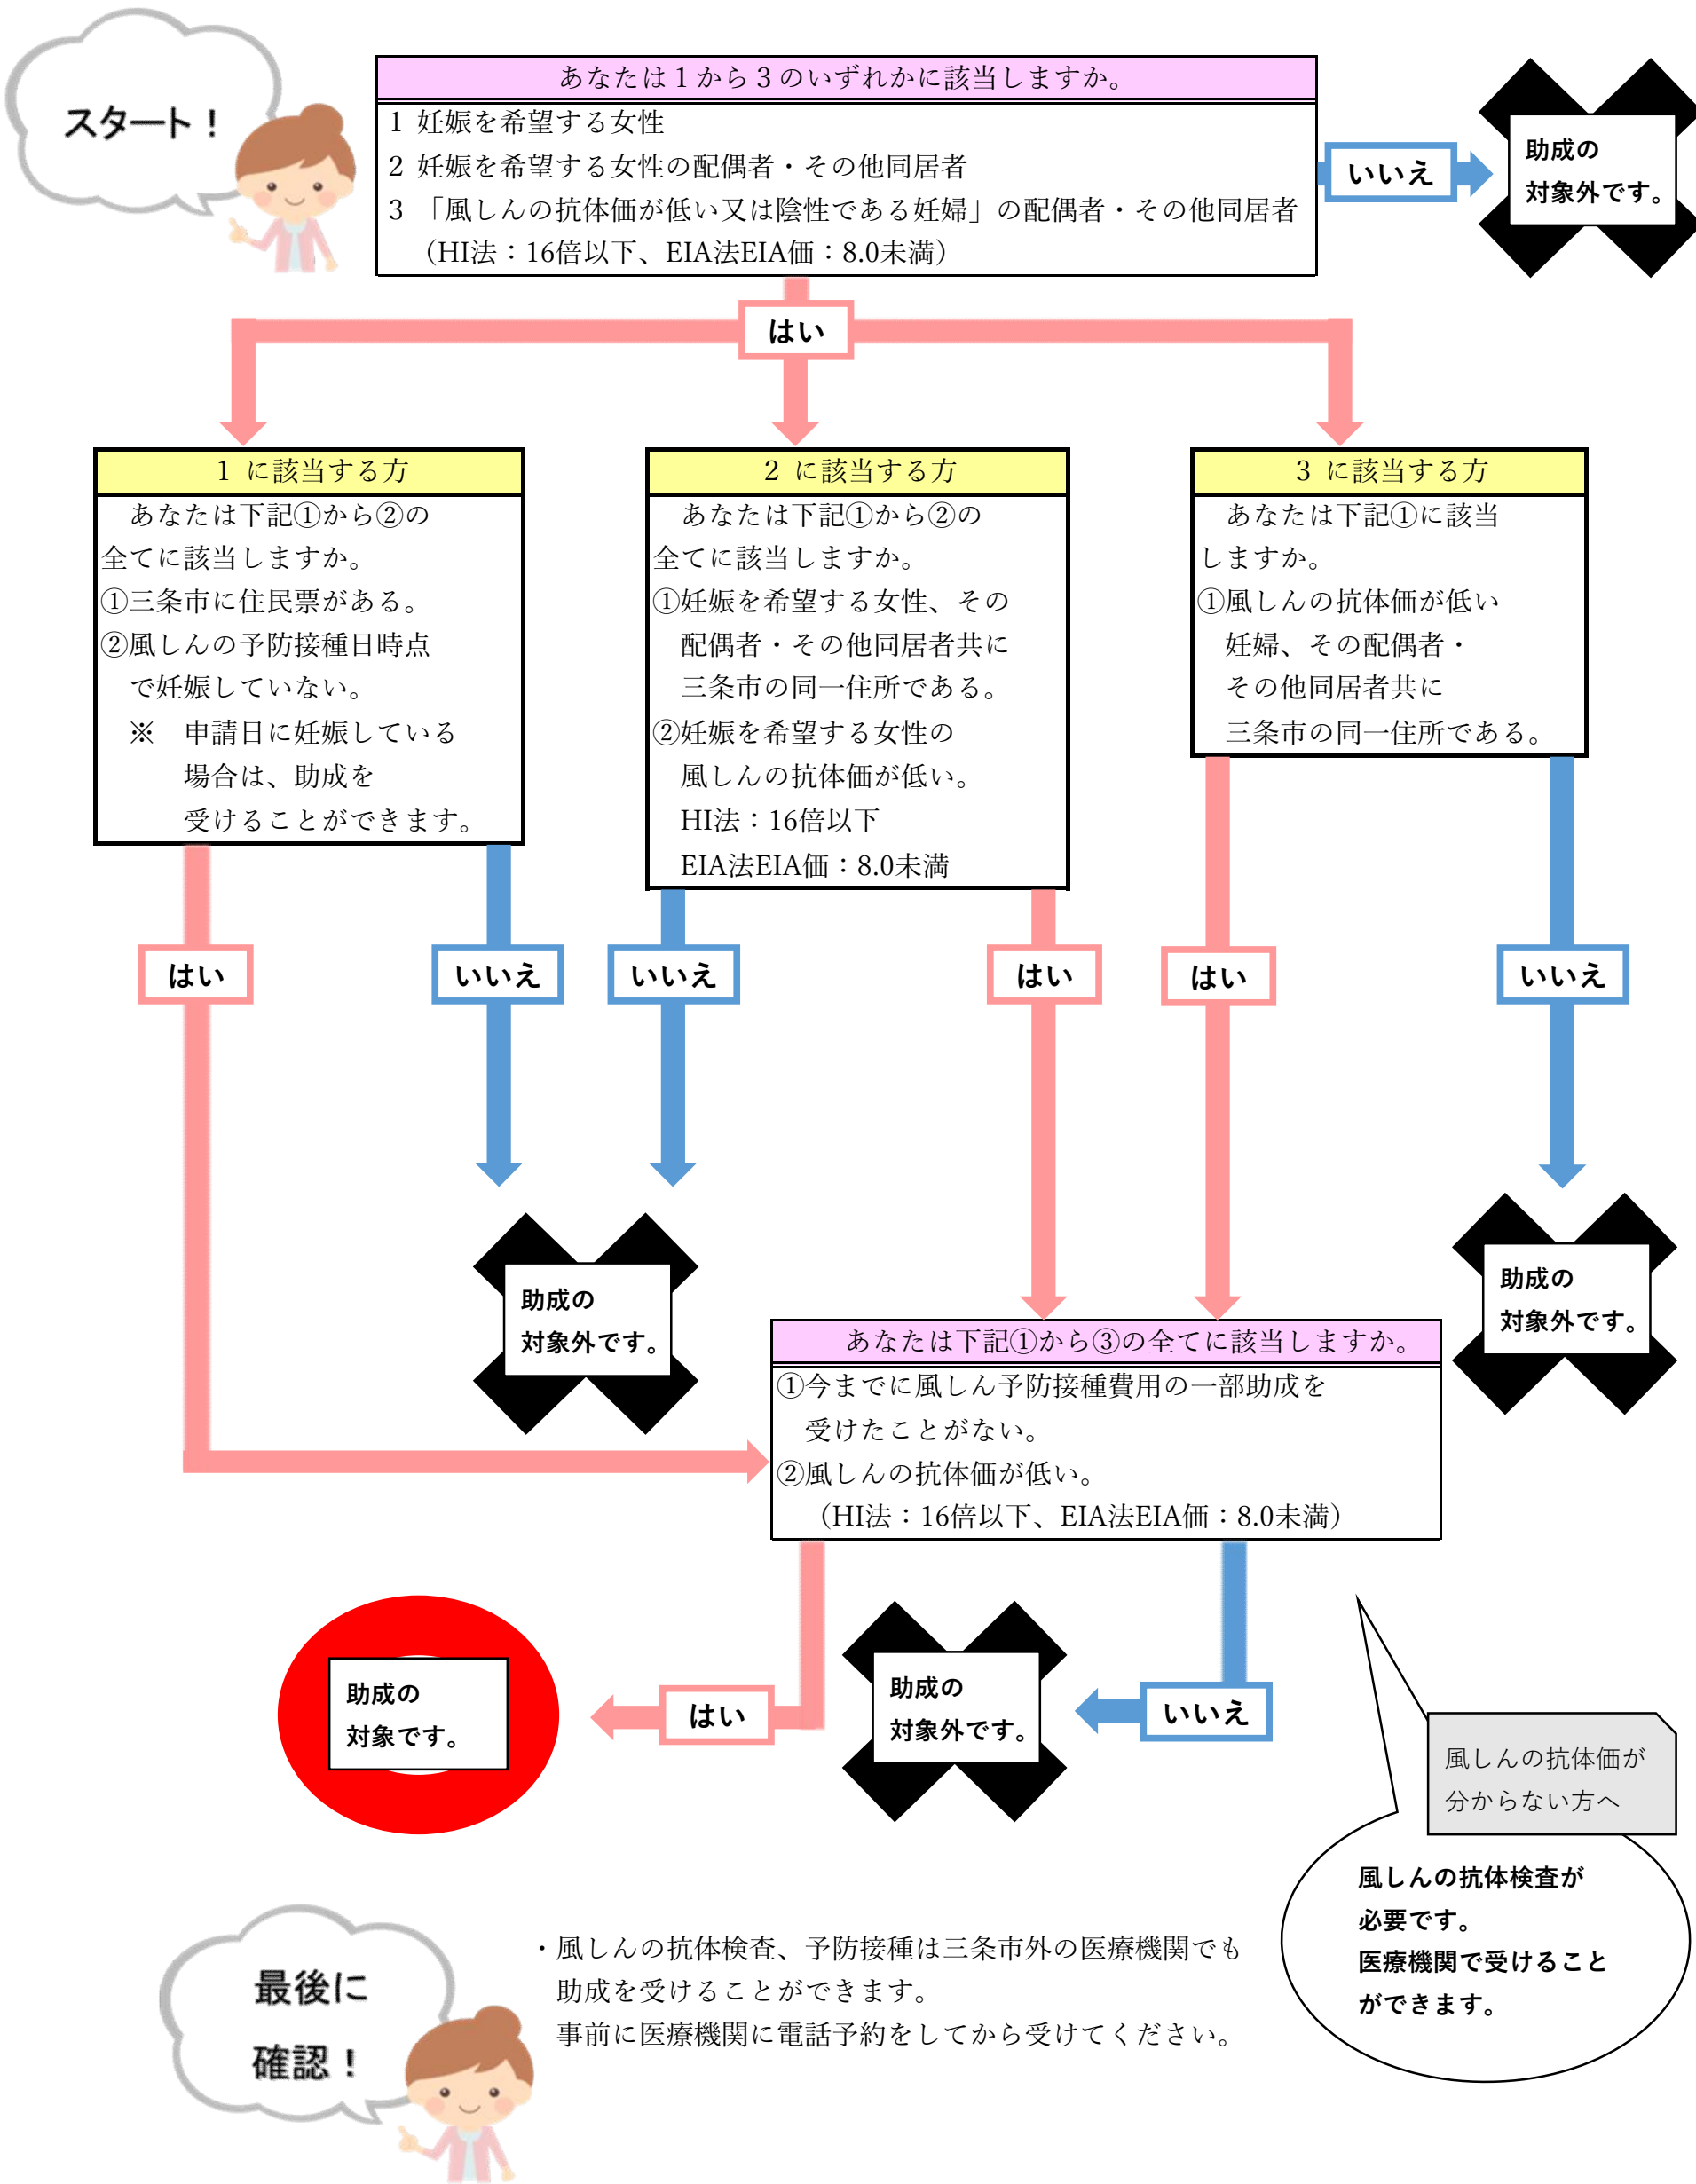 スタート！
あなたは１から３のいずれかに該当しますか。
1 妊娠を希望する女性
2 妊娠を希望する女性の配偶者・その他同居者
3 「風しんの抗体価が低い又は陰性である妊婦」の配偶者・その他同居者
（HI法：16倍以下、EIA法EIA価：8.0未満）
いいえ
助成の
対象外です。
はい
1 に該当する方
あなたは下記①から②の
全てに該当しますか。
①三条市に住民票がある。
②風しんの予防接種日時点
で妊娠していない。
※　申請日に妊娠している
場合は、助成を
受けることができます。
2 に該当する方
あなたは下記①から②の
全てに該当しますか。
①妊娠を希望する女性、その
配偶者・その他同居者共に
三条市の同一住所である。
②妊娠を希望する女性の
風しんの抗体価が低い。
HI法：16倍以下
EIA法EIA価：8.0未満
3 に該当する方
あなたは下記①に該当
しますか。
①風しんの抗体価が低い
妊婦、その配偶者・
その他同居者共に
三条市の同一住所である。
はい
いいえ
いいえ
はい
はい
いいえ
助成の
対象外です。
助成の
対象外です。
あなたは下記①から③の全てに該当しますか。
①今までに風しん予防接種費用の一部助成を
受けたことがない。
②風しんの抗体価が低い。
（HI法：16倍以下、EIA法EIA価：8.0未満）
助成の
対象です。
はい
助成の
対象外です。
いいえ
風しんの抗体価が
分からない方へ
風しんの抗体検査が
必要です。
医療機関で受けること
ができます。
最後に
確認！
・風しんの抗体検査、予防接種は三条市外の医療機関でも
助成を受けることができます。
事前に医療機関に電話予約をしてから受けてください。